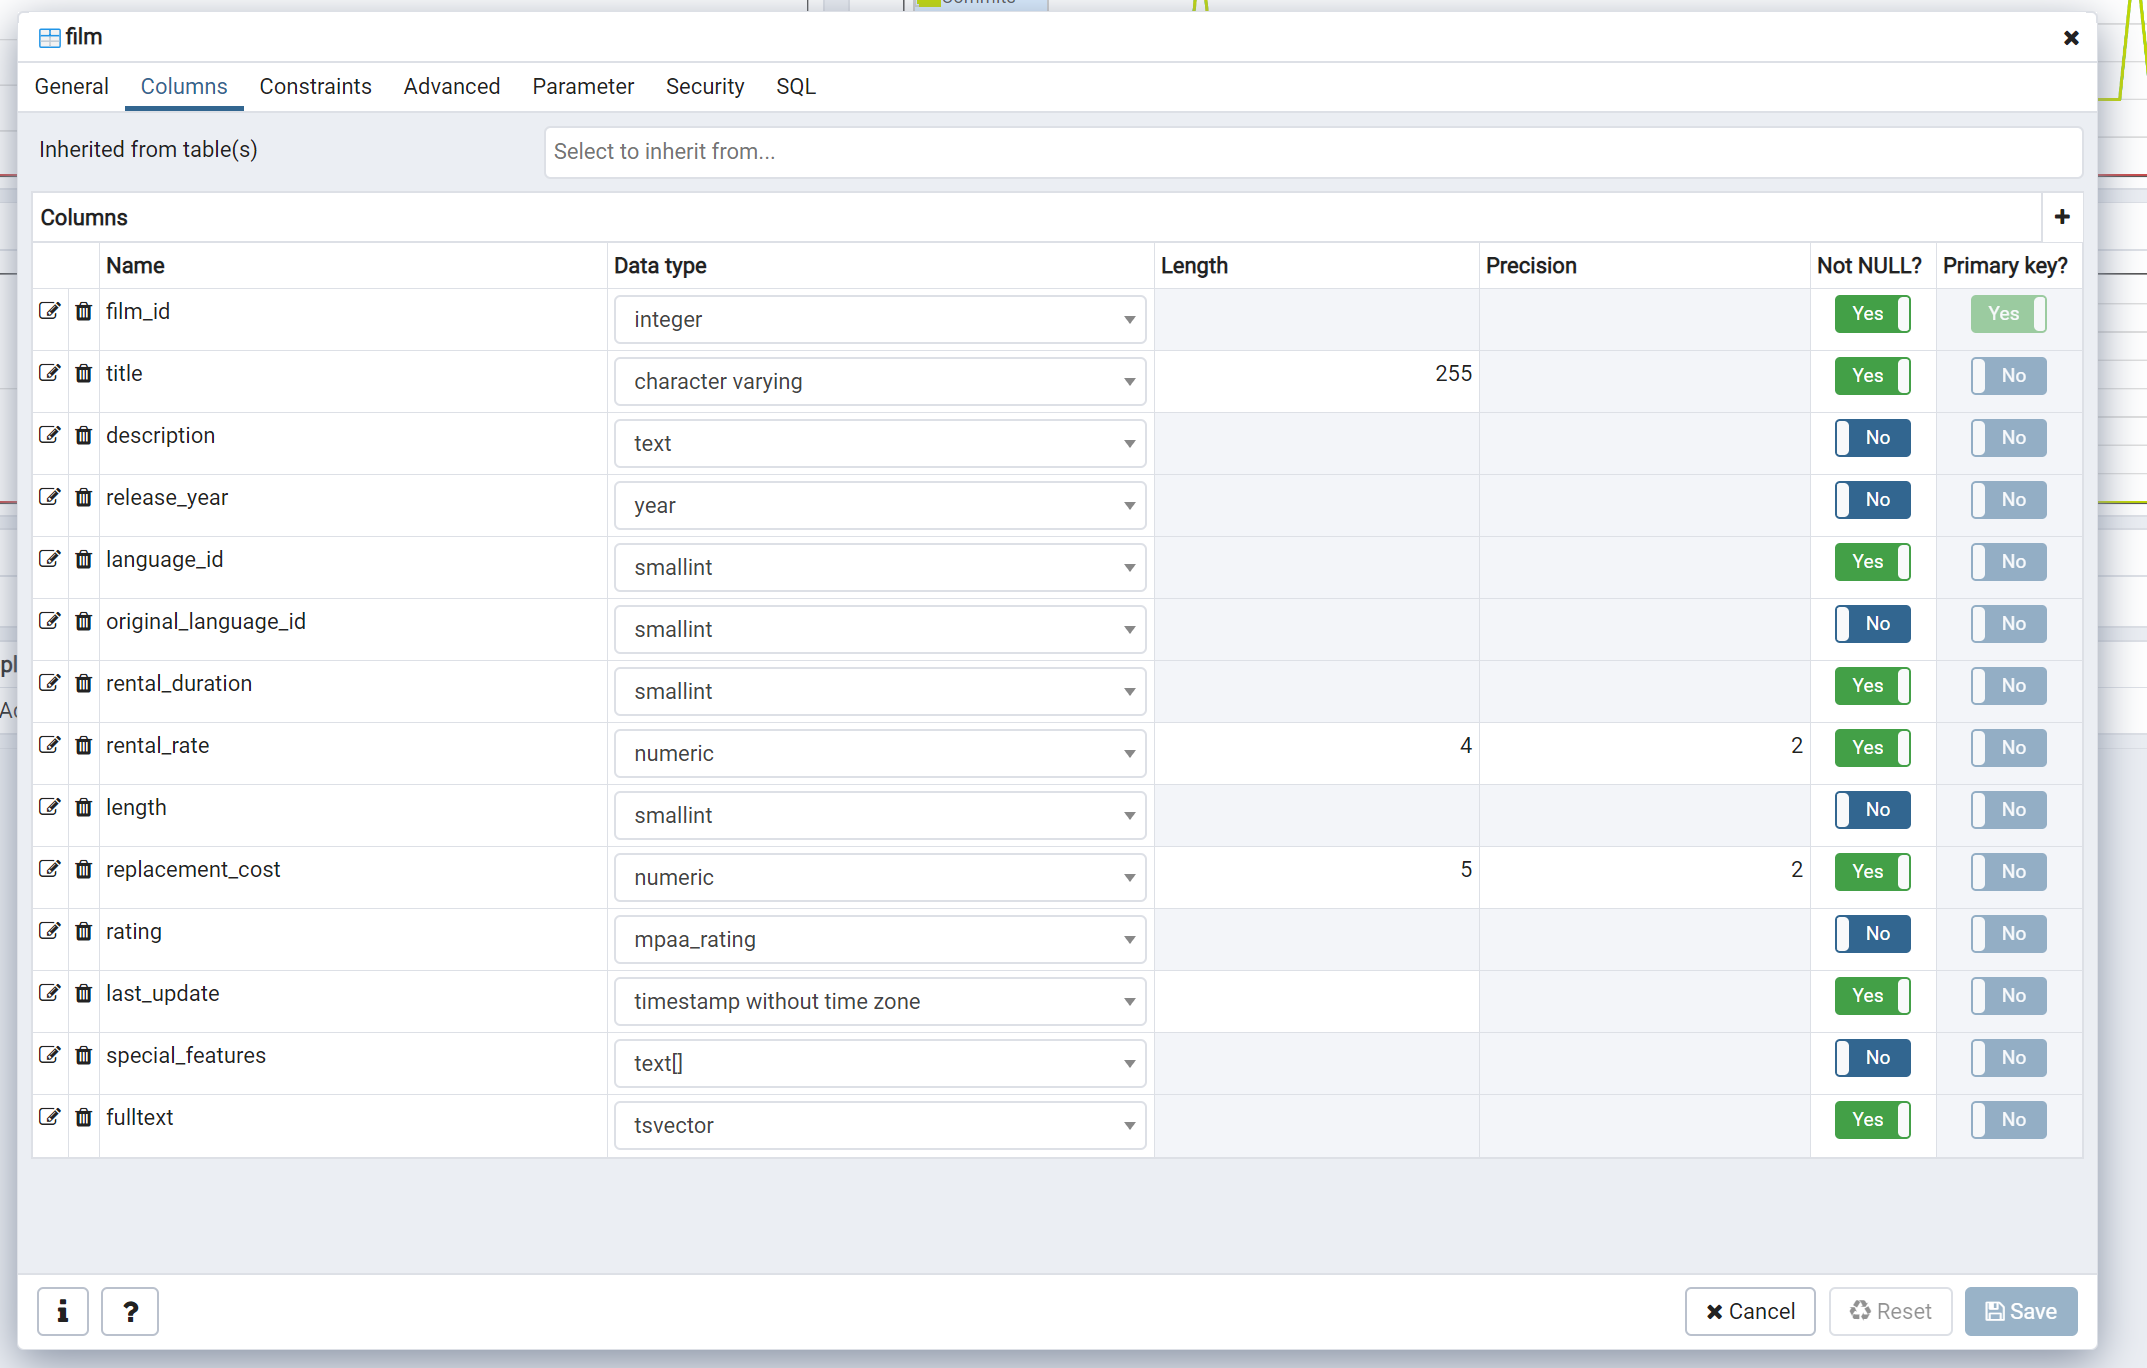 film
General Columns Constraints Advanced Parameter Security SQL
Inherited from table(s) Select to inherit from...
Columns
Name Data type Length Precision Not NULL? Primary key?
film_id integer Yes Yes
title character varying 255 Yes No
description text No No
release_year year No No
language_id smallint Yes No
original_language_id smallint No No
rental_duration smallint Yes No
rental_rate numeric 4 2 Yes No
length smallint No No
replacement_cost numeric 5 2 Yes No
rating mpaa_rating No No
last_update timestamp without time zone Yes No
special_features text[] No No
fulltext tsvector Yes No
Cancel Reset Save